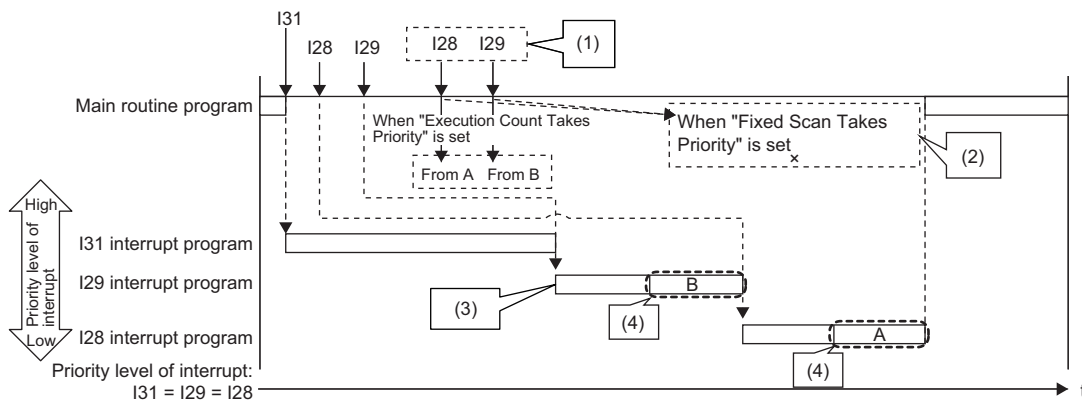 I31
I28
I29
I28
I29
(1)
Main routine program
When "Execution Count Takes
Priority" is set
When "Fixed Scan Takes
Priority" is set
×
(2)
From A
From B
High
Priority level of
interrupt
Low
I31 interrupt program
I29 interrupt program
(3)
B
(4)
I28 interrupt program
A
(4)
Priority level of interrupt:
I31 = I29 = I28
t